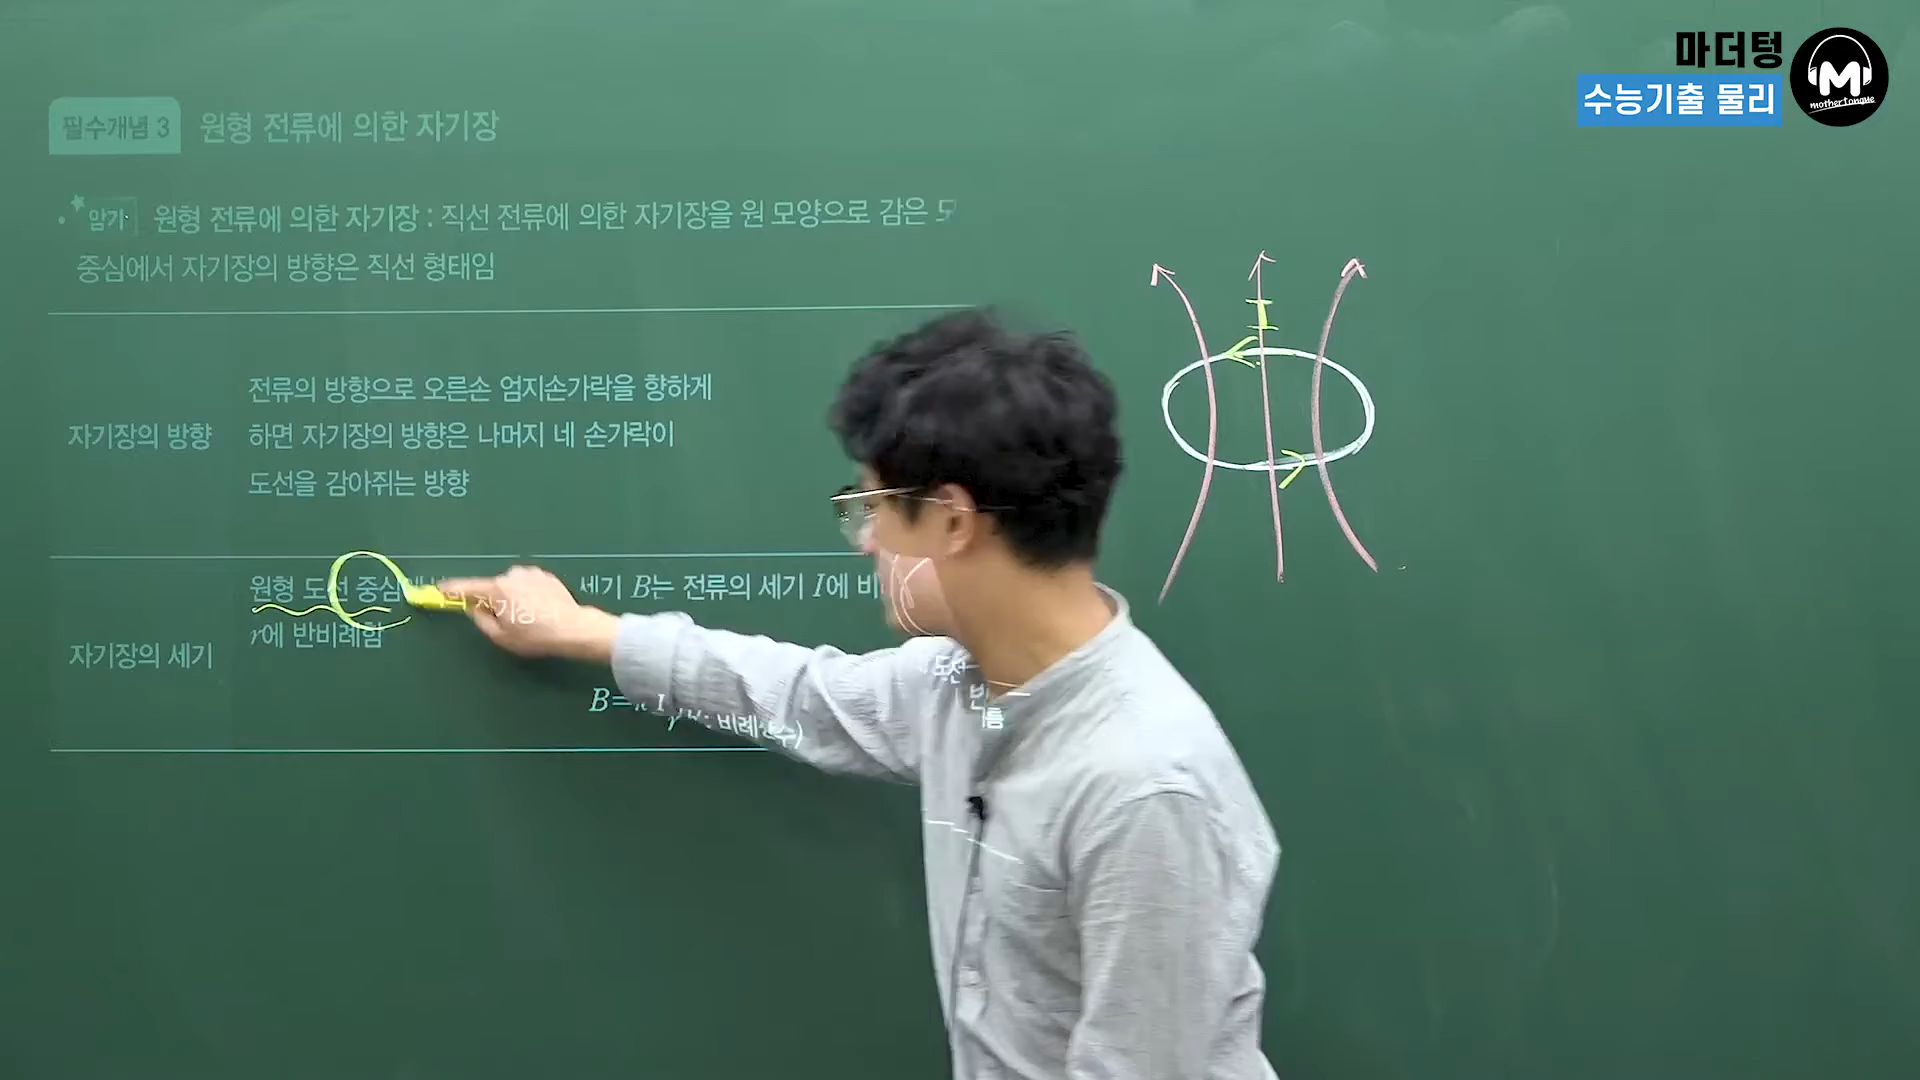 마더텅
수능기출 물리
M
mothertongue
필수개념 3 원형 전류에 의한 자기장
• 암기 원형 전류에 의한 자기장 : 직선 전류에 의한 자기장을 원 모양으로 감은
중심에서 자기장의 방향은 직선 형태임
I
전류의 방향으로 오른손 엄지손가락을 향하게
자기장의 방향 하면 자기장의 방향은 나머지 네 손가락이
도선을 감아쥐는 방향
원형 도선 중심 자기장의 세기 B는 전류의 세기 I에
r에 반비례함
자기장의 세기
도선
B= I
r : 비례상수)